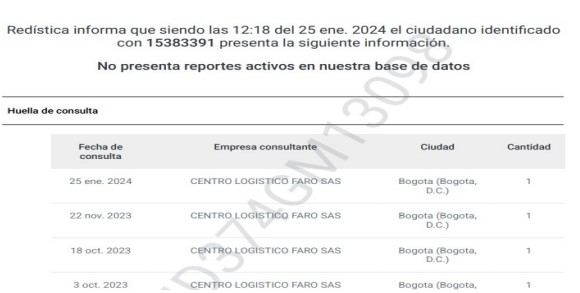 Redística informa que siendo las 12:18 del 25 ene. 2024 el ciudadano identificado
con 15383391 presenta la siguiente información.
No presenta reportes activos en nuestra base de datos
Huella de consulta
Fecha de consulta Empresa consultante Ciudad Cantidad
25 ene. 2024 CENTRO LOGISTICO FARO SAS Bogota (Bogota, D.C.) 1
22 nov. 2023 CENTRO LOGISTICO FARO SAS Bogota (Bogota, D.C.) 1
18 oct. 2023 CENTRO LOGISTICO FARO SAS Bogota (Bogota, D.C.) 1
3 oct. 2023 CENTRO LOGISTICO FARO SAS Bogota (Bogota, 1